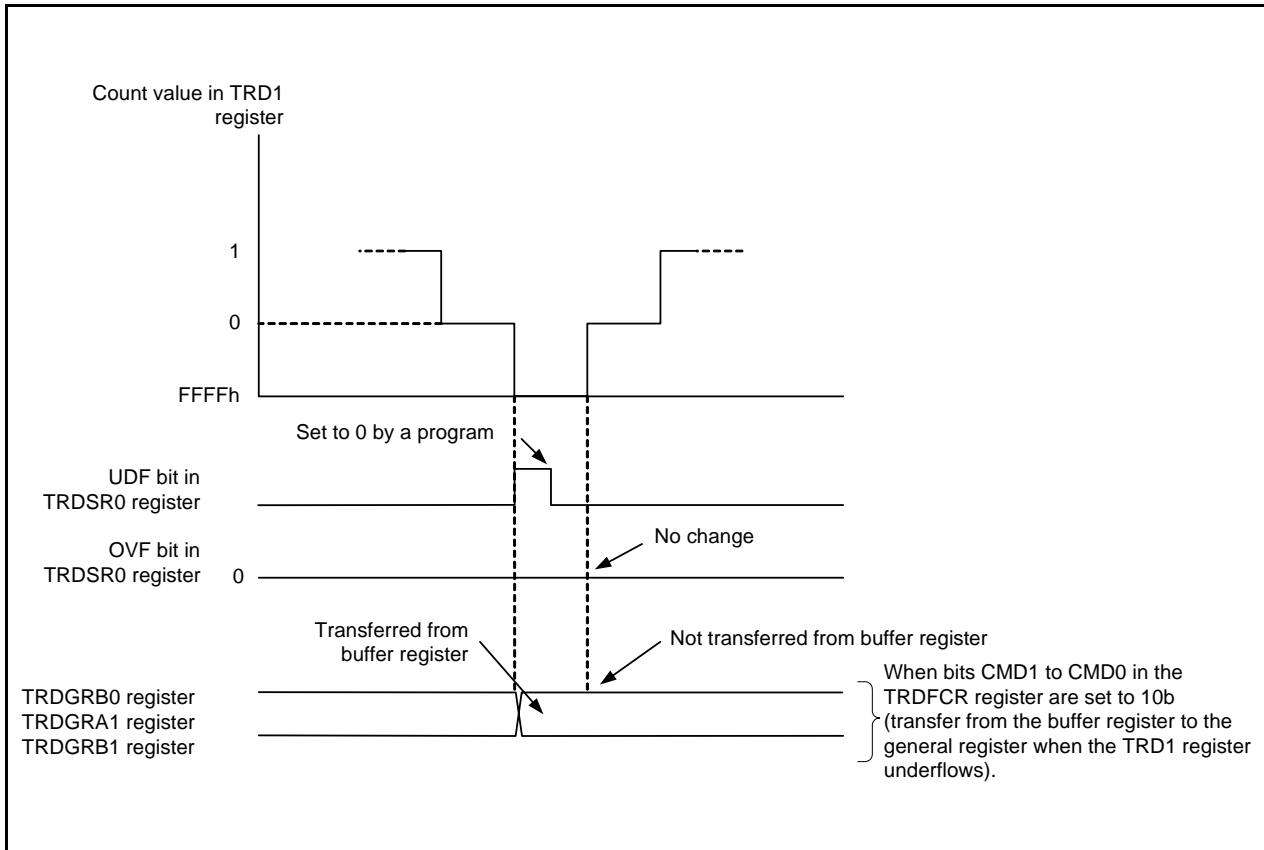 Count value in TRD1
register
1
0
FFFFh
Set to 0 by a program
UDF bit in
TRDSR0 register
No change
OVF bit in
TRDSR0 register
0
Transferred from
buffer register
Not transferred from buffer register
TRDGRB0 register
TRDGRA1 register
TRDGRB1 register
When bits CMD1 to CMD0 in the
TRDFCR register are set to 10b
(transfer from the buffer register to the
general register when the TRD1 register
underflows).